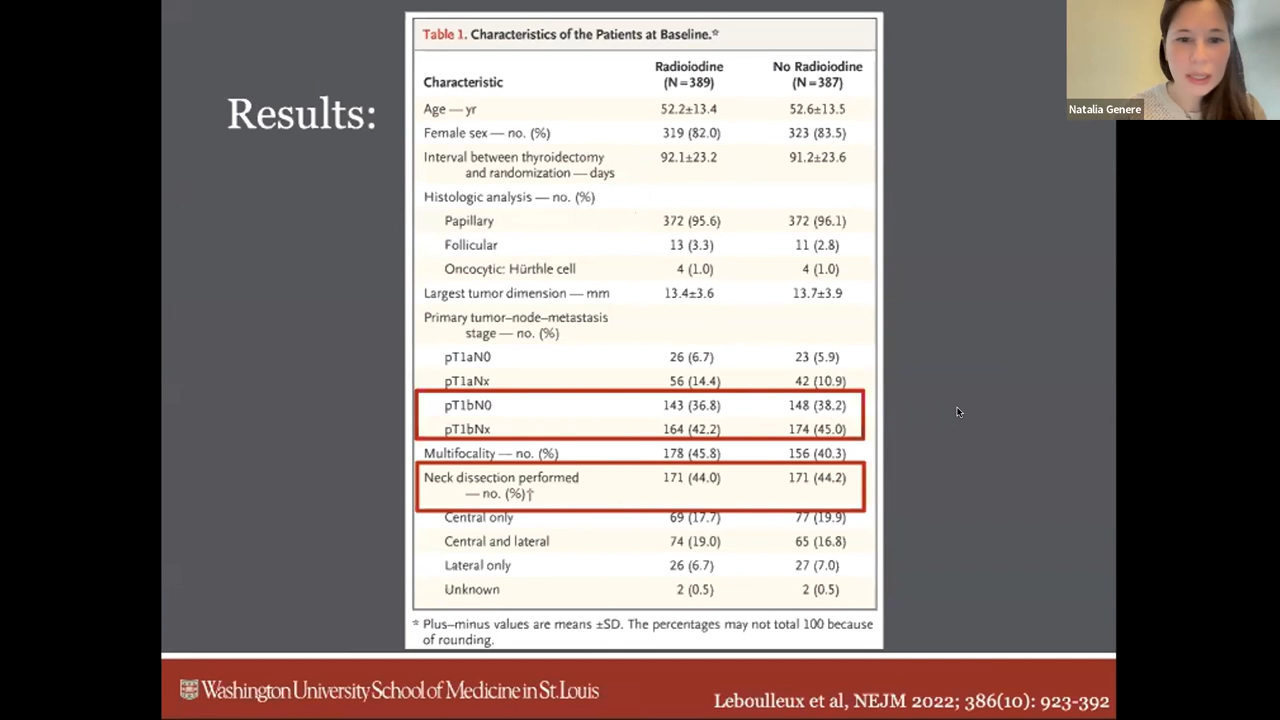 Results:
Table 1. Characteristics of the Patients at Baseline.*
Characteristic Radioiodine (N=389) No Radioiodine (N=387)
Age — yr 52.2±13.4 52.6±13.5
Female sex — no. (%) 319 (82.0) 323 (83.5)
Interval between thyroidectomy and randomization — days 92.1±23.2 91.2±23.6
Histologic analysis — no. (%)
Papillary 372 (95.6) 372 (96.1)
Follicular 13 (3.3) 11 (2.8)
Oncocytic: Hürthle cell 4 (1.0) 4 (1.0)
Largest tumor dimension — mm 13.4±3.6 13.7±3.9
Primary tumor–node–metastasis stage — no. (%)
pT1aN0 26 (6.7) 23 (5.9)
pT1aNx 56 (14.4) 42 (10.9)
pT1bN0 143 (36.8) 148 (38.2)
pT1bNx 164 (42.2) 174 (45.0)
Multifocality — no. (%) 178 (45.8) 156 (40.3)
Neck dissection performed — no. (%)† 171 (44.0) 171 (44.2)
Central only 69 (17.7) 77 (19.9)
Central and lateral 74 (19.0) 65 (16.8)
Lateral only 26 (6.7) 27 (7.0)
Unknown 2 (0.5) 2 (0.5)
* Plus–minus values are means ±SD. The percentages may not total 100 because
of rounding.
Washington University School of Medicine in St. Louis
Leboulleux et al, NEJM 2022; 386(10): 923-392
Natalia Genere